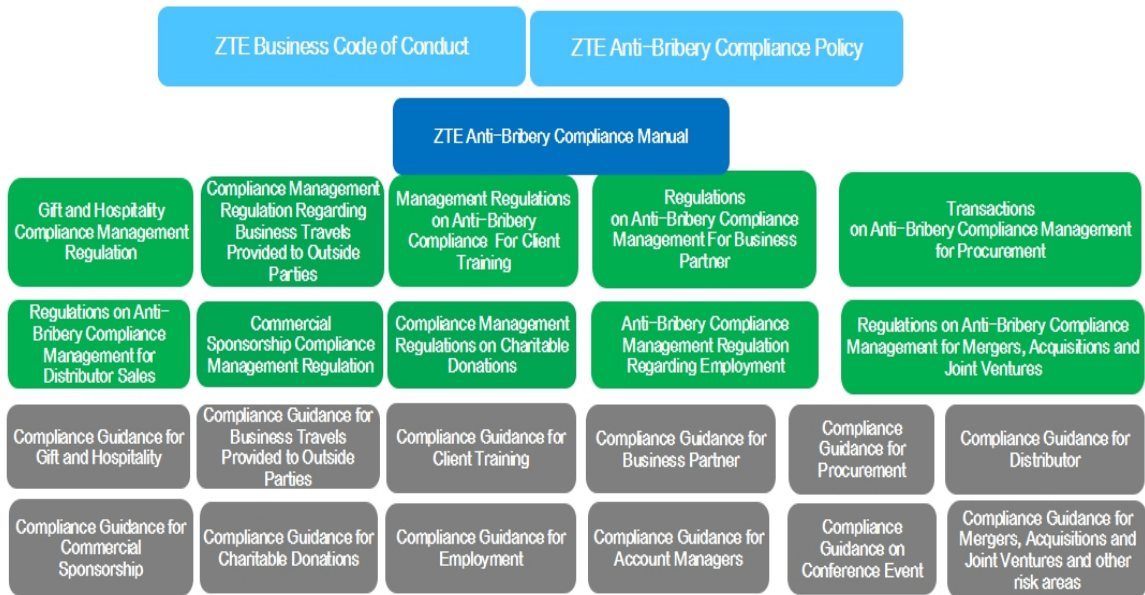 ZTE Business Code of Conduct
ZTE Anti-Bribery Compliance Policy
ZTE Anti-Bribery Compliance Manual
Gift and Hospitality
Compliance Management
Regulation
Compliance Management
Regulation Regarding
Business Travels
Provided to Outside
Parties
Management Regulations
on Anti-Bribery
Compliance For Client
Training
Regulations
on Anti-Bribery Compliance
Management For Business
Partner
Transactions
on Anti-Bribery Compliance Management
for Procurement
Regulations on Anti-
Bribery Compliance
Management for
Distributor Sales
Commercial
Sponsorship Compliance
Management Regulation
Compliance Management
Regulations on Charitable
Donations
Anti-Bribery Compliance
Management Regulation
Regarding Employment
Regulations on Anti-Bribery Compliance
Management for Mergers, Acquisitions and
Joint Ventures
Compliance Guidance for
Gift and Hospitality
Compliance Guidance for
Business Travels
Provided to Outside
Parties
Compliance Guidance for
Client Training
Compliance Guidance for
Business Partner
Compliance
Guidance for
Procurement
Compliance Guidance for
Distributor
Compliance Guidance for
Commercial
Sponsorship
Compliance Guidance for
Charitable Donations
Compliance Guidance for
Employment
Compliance Guidance for
Account Managers
Compliance
Guidance on
Conference Event
Compliance Guidance for
Mergers, Acquisitions and
Joint Ventures and other
risk areas